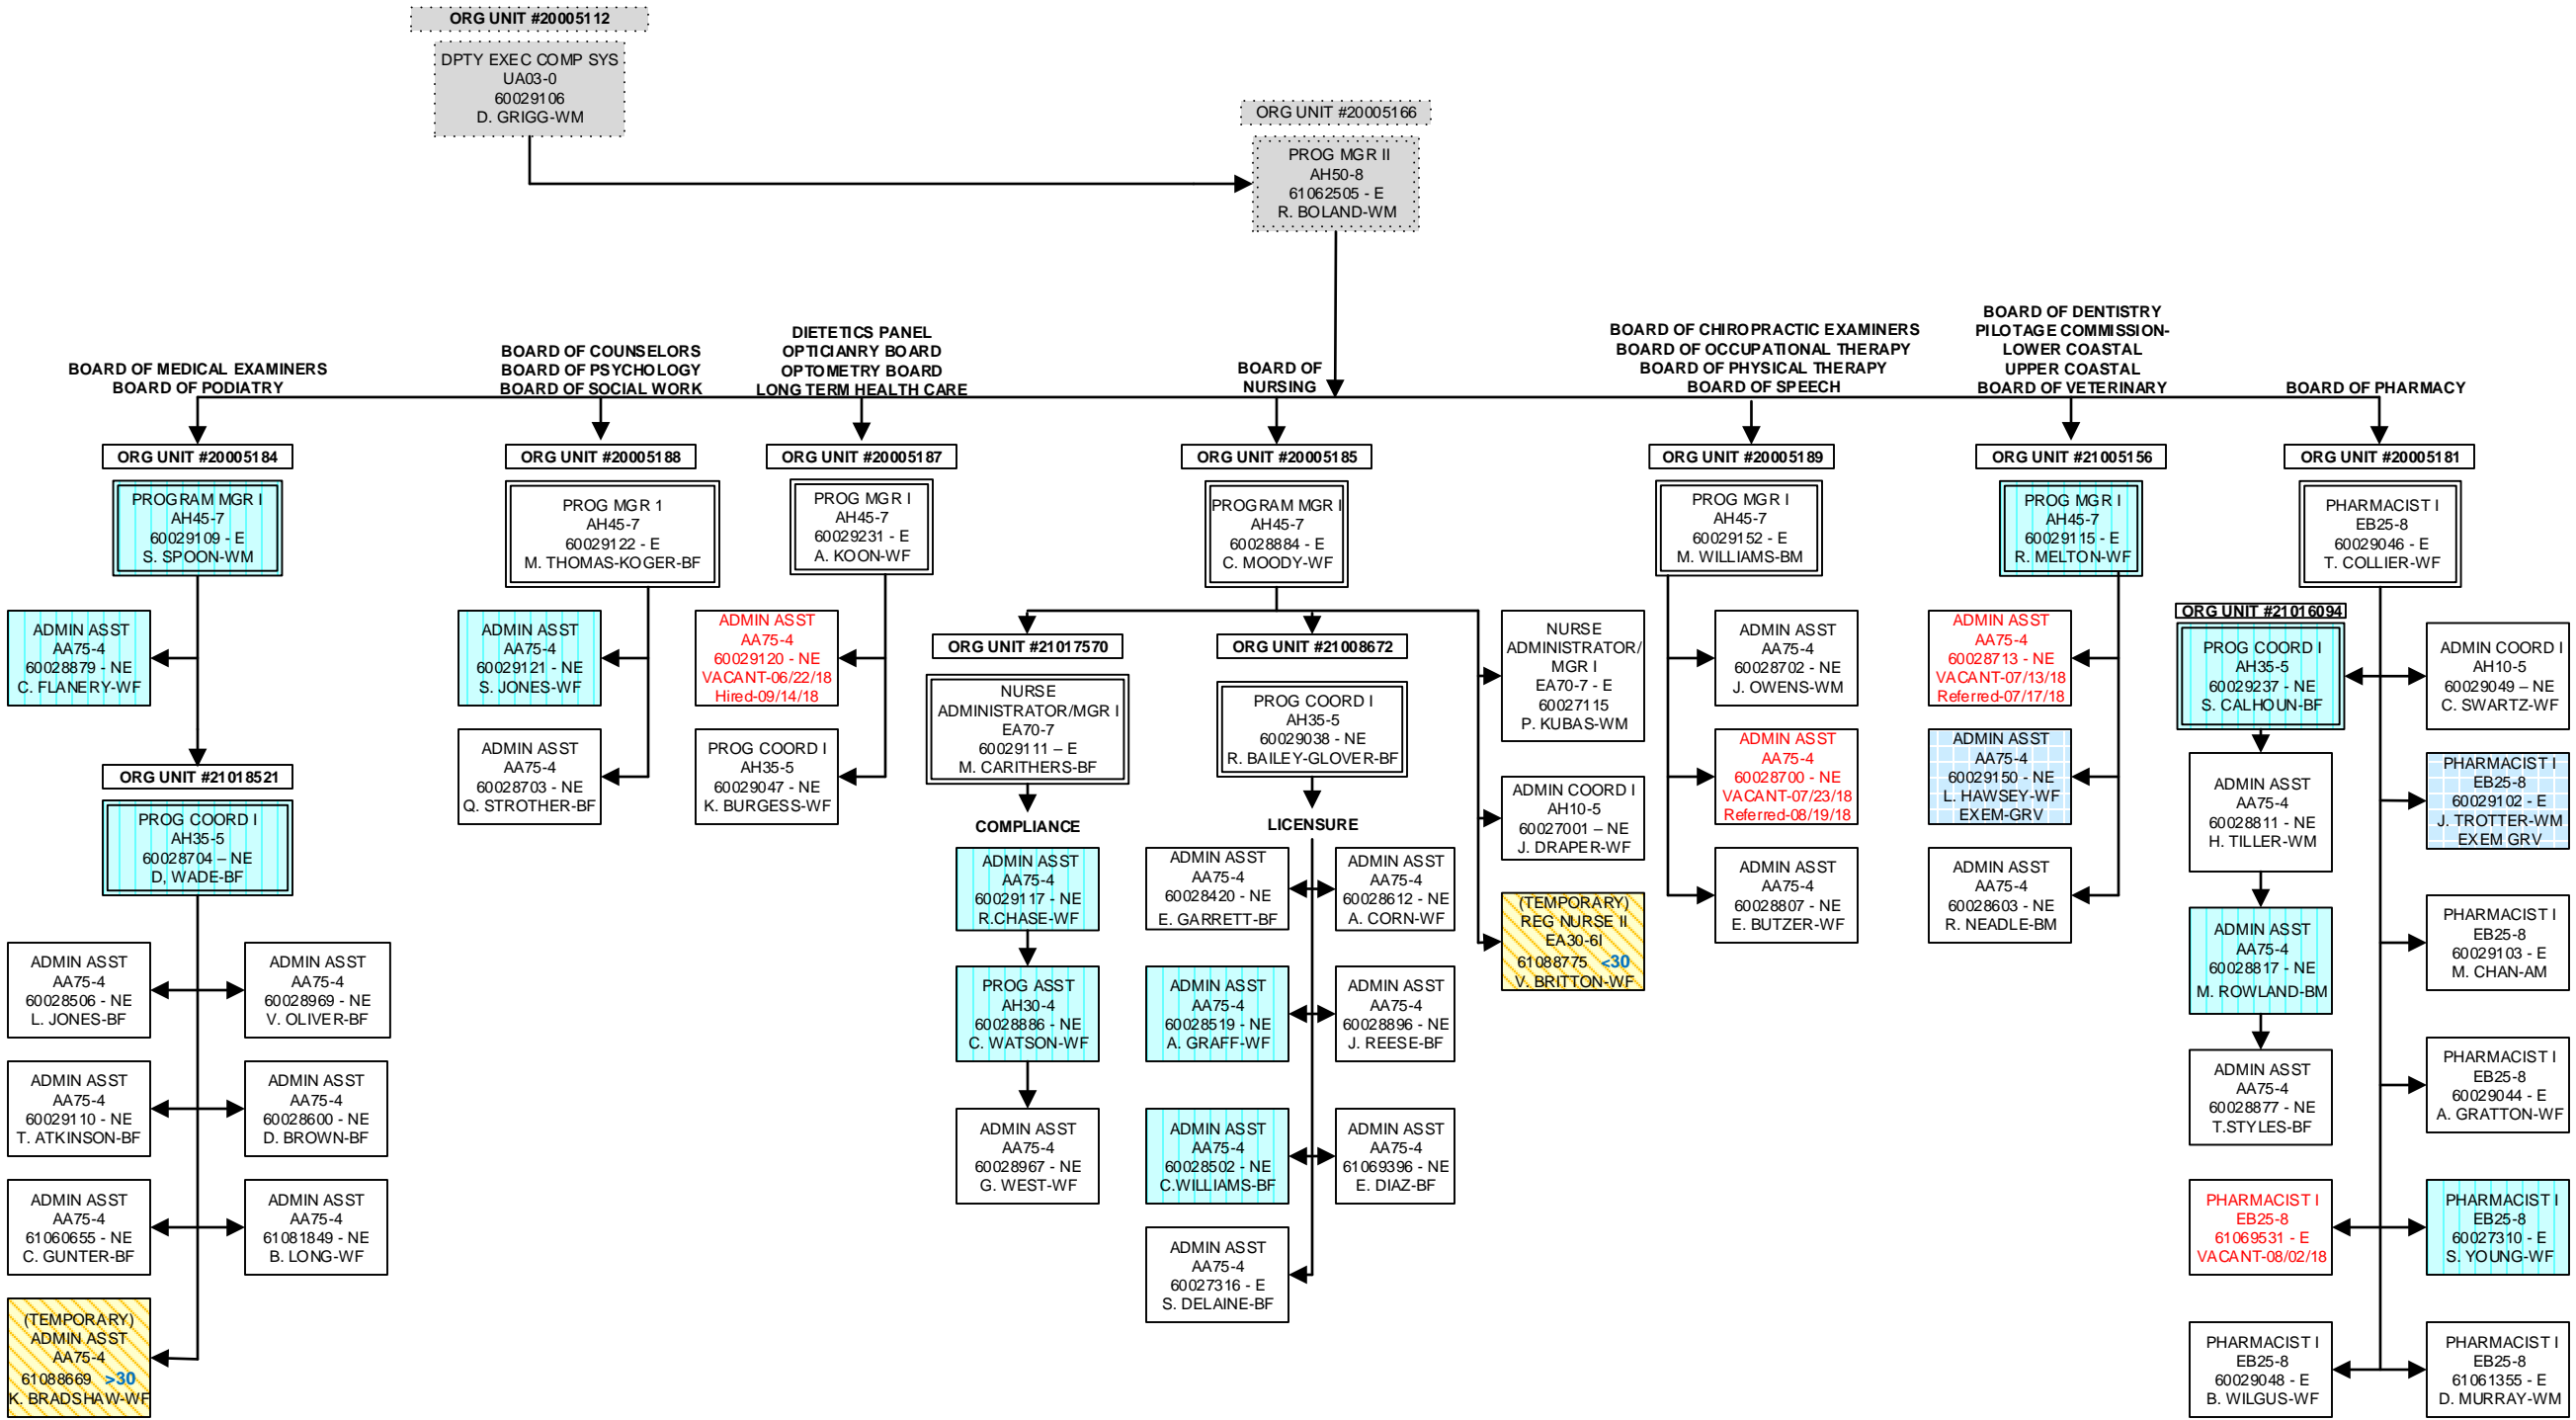 ORG UNIT #20005112
DPTY EXEC COMP SYS
UA03-0
60029106
D. GRIGG-WM
ORG UNIT #20005166
PROG MGR II
AH50-8
61062505 - E
R. BOLAND-WM
BOARD OF MEDICAL EXAMINERS
BOARD OF PODIATRY
ORG UNIT #20005184
PROGRAM MGR I
AH45-7
60029109 - E
S. SPOON-WM
ADMIN ASST
AA75-4
60028879 - NE
C. FLANERY-WF
ORG UNIT #21018521
PROG COORD I
AH35-5
60028704 – NE
D, WADE-BF
ADMIN ASST
AA75-4
60028506 - NE
L. JONES-BF
ADMIN ASST
AA75-4
60028969 - NE
V. OLIVER-BF
ADMIN ASST
AA75-4
60029110 - NE
T. ATKINSON-BF
ADMIN ASST
AA75-4
60028600 - NE
D. BROWN-BF
ADMIN ASST
AA75-4
61060655 - NE
C. GUNTER-BF
ADMIN ASST
AA75-4
61081849 - NE
B. LONG-WF
(TEMPORARY)
ADMIN ASST
AA75-4
61088669 >30
K. BRADSHAW-WF
BOARD OF COUNSELORS
BOARD OF PSYCHOLOGY
BOARD OF SOCIAL WORK
ORG UNIT #20005188
PROG MGR 1
AH45-7
60029122 - E
M. THOMAS-KOGER-BF
ADMIN ASST
AA75-4
60029121 - NE
S. JONES-WF
ADMIN ASST
AA75-4
60028703 - NE
Q. STROTHER-BF
DIETETICS PANEL
OPTICIANRY BOARD
OPTOMETRY BOARD
LONG TERM HEALTH CARE
ORG UNIT #20005187
PROG MGR I
AH45-7
60029231 - E
A. KOON-WF
ADMIN ASST
AA75-4
60029120 - NE
VACANT-06/22/18
Hired-09/14/18
PROG COORD I
AH35-5
60029047 - NE
K. BURGESS-WF
BOARD OF
NURSING
ORG UNIT #20005185
PROGRAM MGR I
AH45-7
60028884 - E
C. MOODY-WF
ORG UNIT #21017570
NURSE
ADMINISTRATOR/MGR I
EA70-7
60029111 – E
M. CARITHERS-BF
COMPLIANCE
ADMIN ASST
AA75-4
60029117 - NE
R.CHASE-WF
PROG ASST
AH30-4
60028886 - NE
C. WATSON-WF
ADMIN ASST
AA75-4
60028967 - NE
G. WEST-WF
ORG UNIT #21008672
PROG COORD I
AH35-5
60029038 - NE
R. BAILEY-GLOVER-BF
LICENSURE
ADMIN ASST
AA75-4
60028420 - NE
E. GARRETT-BF
ADMIN ASST
AA75-4
60028612 - NE
A. CORN-WF
ADMIN ASST
AA75-4
60028519 - NE
A. GRAFF-WF
ADMIN ASST
AA75-4
60028896 - NE
J. REESE-BF
ADMIN ASST
AA75-4
60028502 - NE
C.WILLIAMS-BF
ADMIN ASST
AA75-4
61069396 - NE
E. DIAZ-BF
ADMIN ASST
AA75-4
60027316 - E
S. DELAINE-BF
NURSE
ADMINISTRATOR/
MGR I
EA70-7 - E
60027115
P. KUBAS-WM
ADMIN COORD I
AH10-5
60027001 – NE
J. DRAPER-WF
(TEMPORARY)
REG NURSE II
EA30-6I
61088775 <30
V. BRITTON-WF
BOARD OF CHIROPRACTIC EXAMINERS
BOARD OF OCCUPATIONAL THERAPY
BOARD OF PHYSICAL THERAPY
BOARD OF SPEECH
ORG UNIT #20005189
PROG MGR I
AH45-7
60029152 - E
M. WILLIAMS-BM
ADMIN ASST
AA75-4
60028702 - NE
J. OWENS-WM
ADMIN ASST
AA75-4
60028700 - NE
VACANT-07/23/18
Referred-08/19/18
ADMIN ASST
AA75-4
60028807 - NE
E. BUTZER-WF
BOARD OF DENTISTRY
PILOTAGE COMMISSION-
LOWER COASTAL
UPPER COASTAL
BOARD OF VETERINARY
ORG UNIT #21005156
PROG MGR I
AH45-7
60029115 - E
R. MELTON-WF
ADMIN ASST
AA75-4
60028713 - NE
VACANT-07/13/18
Referred-07/17/18
ADMIN ASST
AA75-4
60029150 - NE
L. HAWSEY-WF
EXEM-GRV
ADMIN ASST
AA75-4
60028603 - NE
R. NEADLE-BM
BOARD OF PHARMACY
ORG UNIT #20005181
PHARMACIST I
EB25-8
60029046 - E
T. COLLIER-WF
ORG UNIT #21016094
PROG COORD I
AH35-5
60029237 - NE
S. CALHOUN-BF
ADMIN COORD I
AH10-5
60029049 – NE
C. SWARTZ-WF
ADMIN ASST
AA75-4
60028811 - NE
H. TILLER-WM
PHARMACIST I
EB25-8
60029102 - E
J. TROTTER-WM
EXEM GRV
ADMIN ASST
AA75-4
60028817 - NE
M. ROWLAND-BM
PHARMACIST I
EB25-8
60029103 - E
M. CHAN-AM
ADMIN ASST
AA75-4
60028877 - NE
T.STYLES-BF
PHARMACIST I
EB25-8
60029044 - E
A. GRATTON-WF
PHARMACIST I
EB25-8
61069531 - E
VACANT-08/02/18
PHARMACIST I
EB25-8
60027310 - E
S. YOUNG-WF
PHARMACIST I
EB25-8
60029048 - E
B. WILGUS-WF
PHARMACIST I
EB25-8
61061355 - E
D. MURRAY-WM